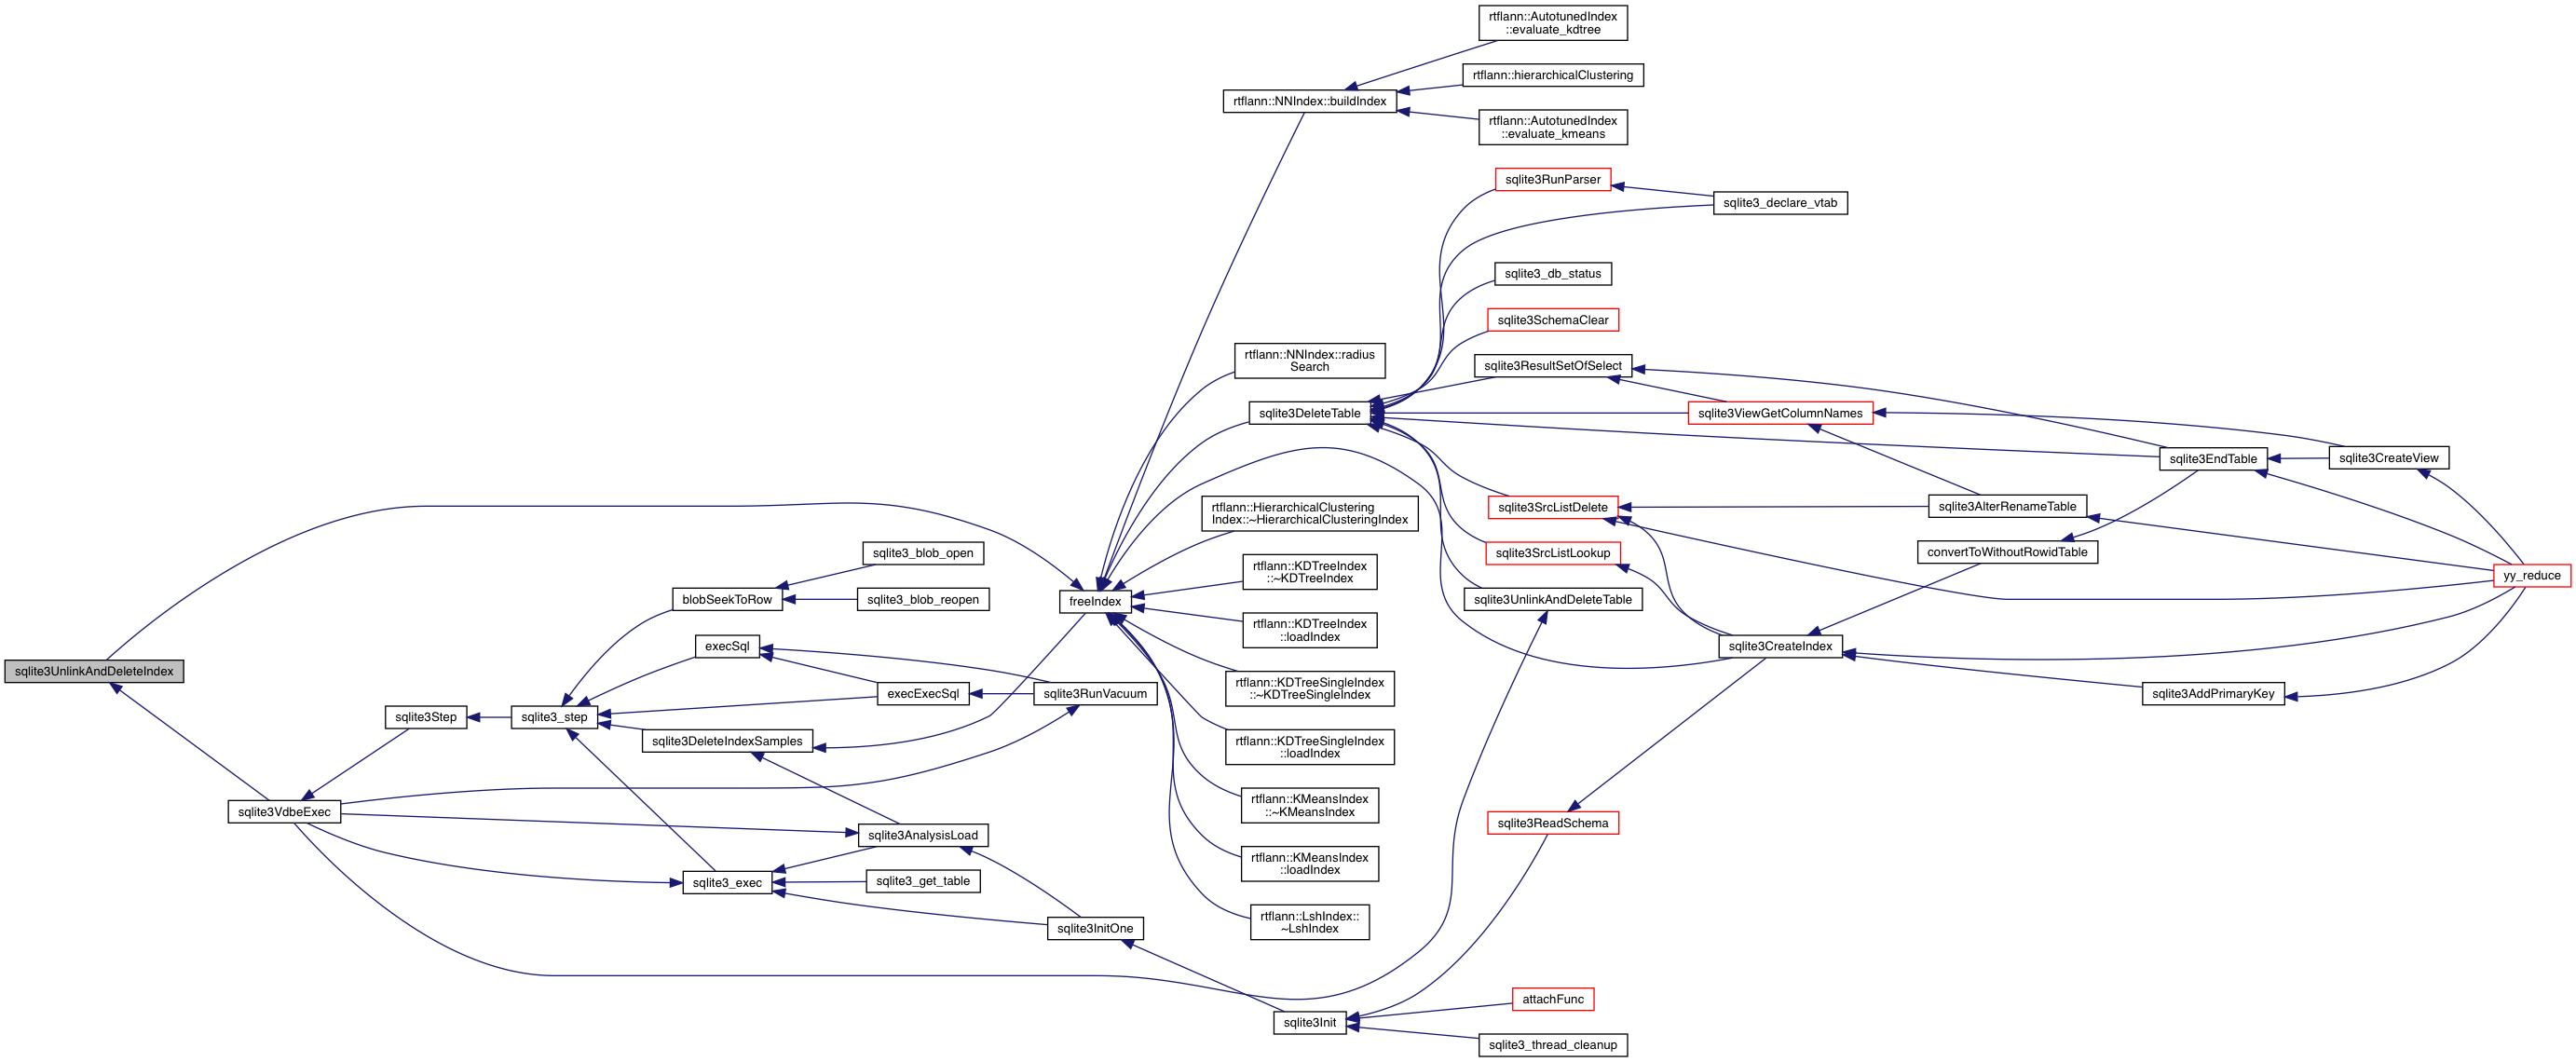 rtflann::AutotunedIndex
::evaluate_kdtree
rtflann::hierarchicalClustering
rtflann::NNIndex::buildIndex
rtflann::AutotunedIndex
::evaluate_kmeans
sqlite3RunParser
sqlite3_declare_vtab
sqlite3_db_status
sqlite3SchemaClear
rtflann::NNIndex::radius
Search
sqlite3ResultSetOfSelect
sqlite3DeleteTable
sqlite3ViewGetColumnNames
sqlite3EndTable
sqlite3CreateView
rtflann::HierarchicalClustering
Index::~HierarchicalClusteringIndex
sqlite3SrcListDelete
sqlite3AlterRenameTable
sqlite3_blob_open
sqlite3SrcListLookup
convertToWithoutRowidTable
rtflann::KDTreeIndex
::~KDTreeIndex
yy_reduce
blobSeekToRow
sqlite3_blob_reopen
freeIndex
sqlite3UnlinkAndDeleteTable
rtflann::KDTreeIndex
::loadIndex
execSql
sqlite3CreateIndex
sqlite3UnlinkAndDeleteIndex
rtflann::KDTreeSingleIndex
::~KDTreeSingleIndex
execExecSql
sqlite3RunVacuum
sqlite3AddPrimaryKey
sqlite3Step
sqlite3_step
sqlite3DeleteIndexSamples
rtflann::KDTreeSingleIndex
::loadIndex
rtflann::KMeansIndex
::~KMeansIndex
sqlite3VdbeExec
sqlite3ReadSchema
sqlite3AnalysisLoad
rtflann::KMeansIndex
::loadIndex
sqlite3_exec
sqlite3_get_table
rtflann::LshIndex::
~LshIndex
sqlite3InitOne
attachFunc
sqlite3Init
sqlite3_thread_cleanup